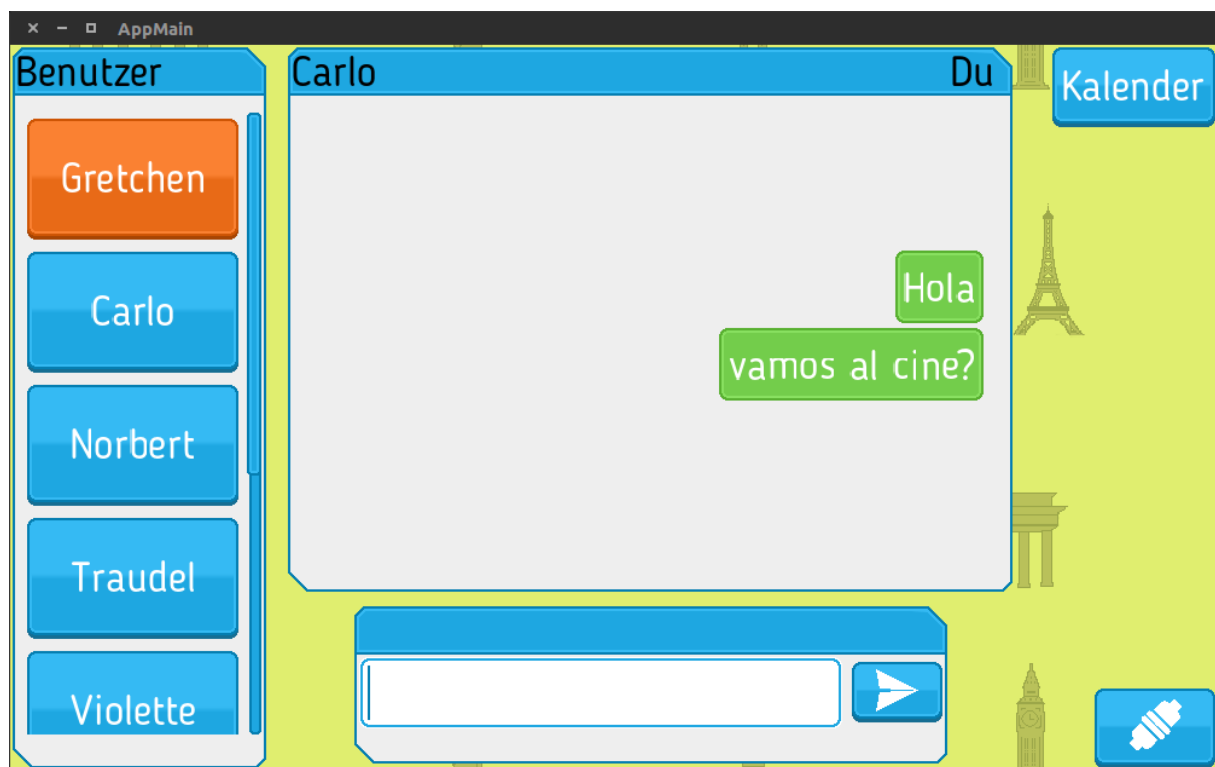 AppMain
Benutzer
Gretchen
Carlo
Norbert
Traudel
Violette
Carlo Du
Hola
vamos al cine?
Kalender